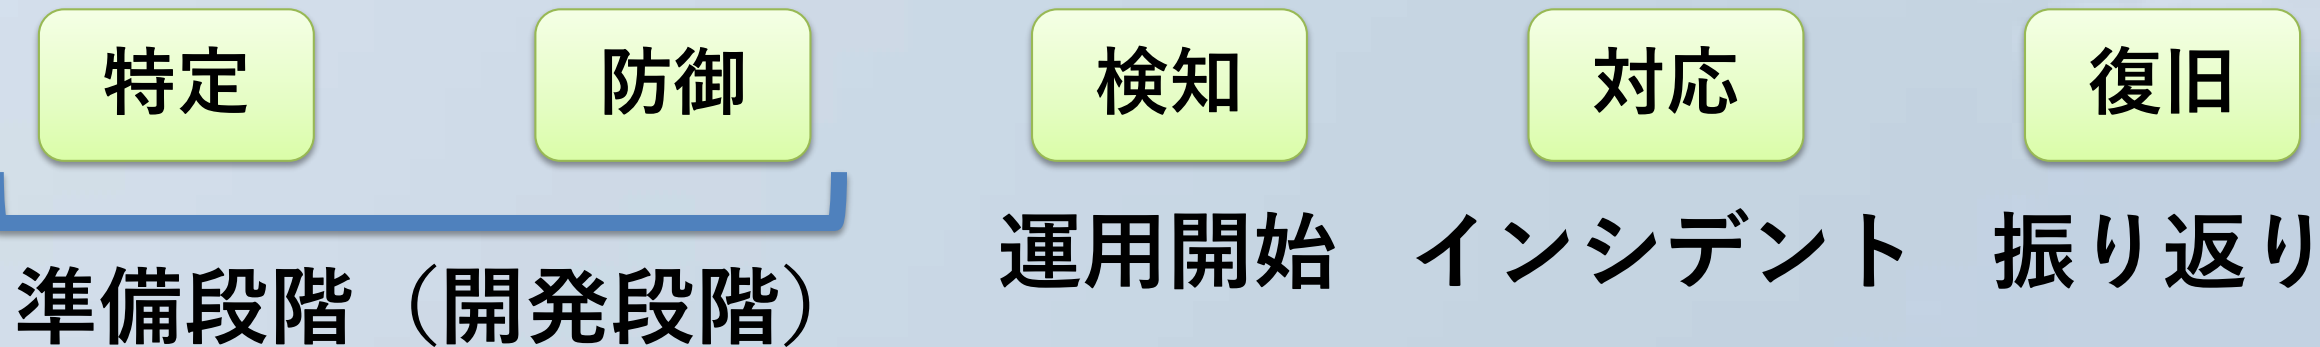 特定 防御 検知 対応 復旧
運用開始 インシデント 振り返り
準備段階（開発段階）